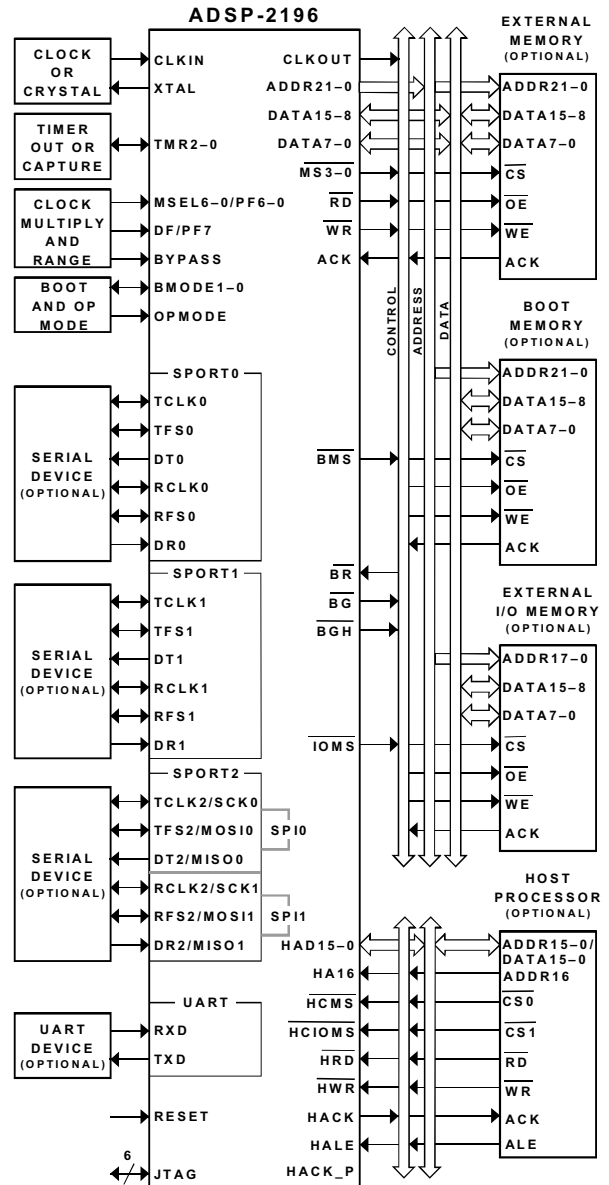 ADSP-2196
CLOCK
OR
CRYSTAL
CLKIN
XTAL
TIMER
OUT OR
CAPTURE
TMR2–0
CLOCK
MULTIPLY
AND
RANGE
MSEL6–0/PF6–0
DF/PF7
BYPASS
BOOT
AND OP
MODE
BMODE1–0
OPMODE
SPORT0
SERIAL
DEVICE
(OPTIONAL)
TCLK0
TFS0
DT0
RCLK0
RFS0
DR0
SPORT1
SERIAL
DEVICE
(OPTIONAL)
TCLK1
TFS1
DT1
RCLK1
RFS1
DR1
SPORT2
SERIAL
DEVICE
(OPTIONAL)
TCLK2/SCK0
TFS2/MOSI0
DT2/MISO0
SPI0
RCLK2/SCK1
RFS2/MOSI1
DR2/MISO1
SPI1
UART
UART
DEVICE
(OPTIONAL)
RXD
TXD
RESET
6
JTAG
CLKOUT
ADDR21–0
DATA15–8
DATA7–0
MS3–0
RD
WR
ACK
BMS
BR
BG
BGH
IOMS
HAD15–0
HA16
HCMS
HCIOMS
HRD
HWR
HACK
HALE
HACK_P
CONTROL
ADDRESS
DATA
EXTERNAL
MEMORY
(OPTIONAL)
ADDR21–0
DATA15–8
DATA7–0
CS
OE
WE
ACK
BOOT
MEMORY
(OPTIONAL)
ADDR21–0
DATA15–8
DATA7–0
CS
OE
WE
ACK
EXTERNAL
I/O MEMORY
(OPTIONAL)
ADDR17–0
DATA15–8
DATA7–0
CS
OE
WE
ACK
HOST
PROCESSOR
(OPTIONAL)
ADDR15–0/
DATA15–0
ADDR16
CS0
CS1
RD
WR
ACK
ALE